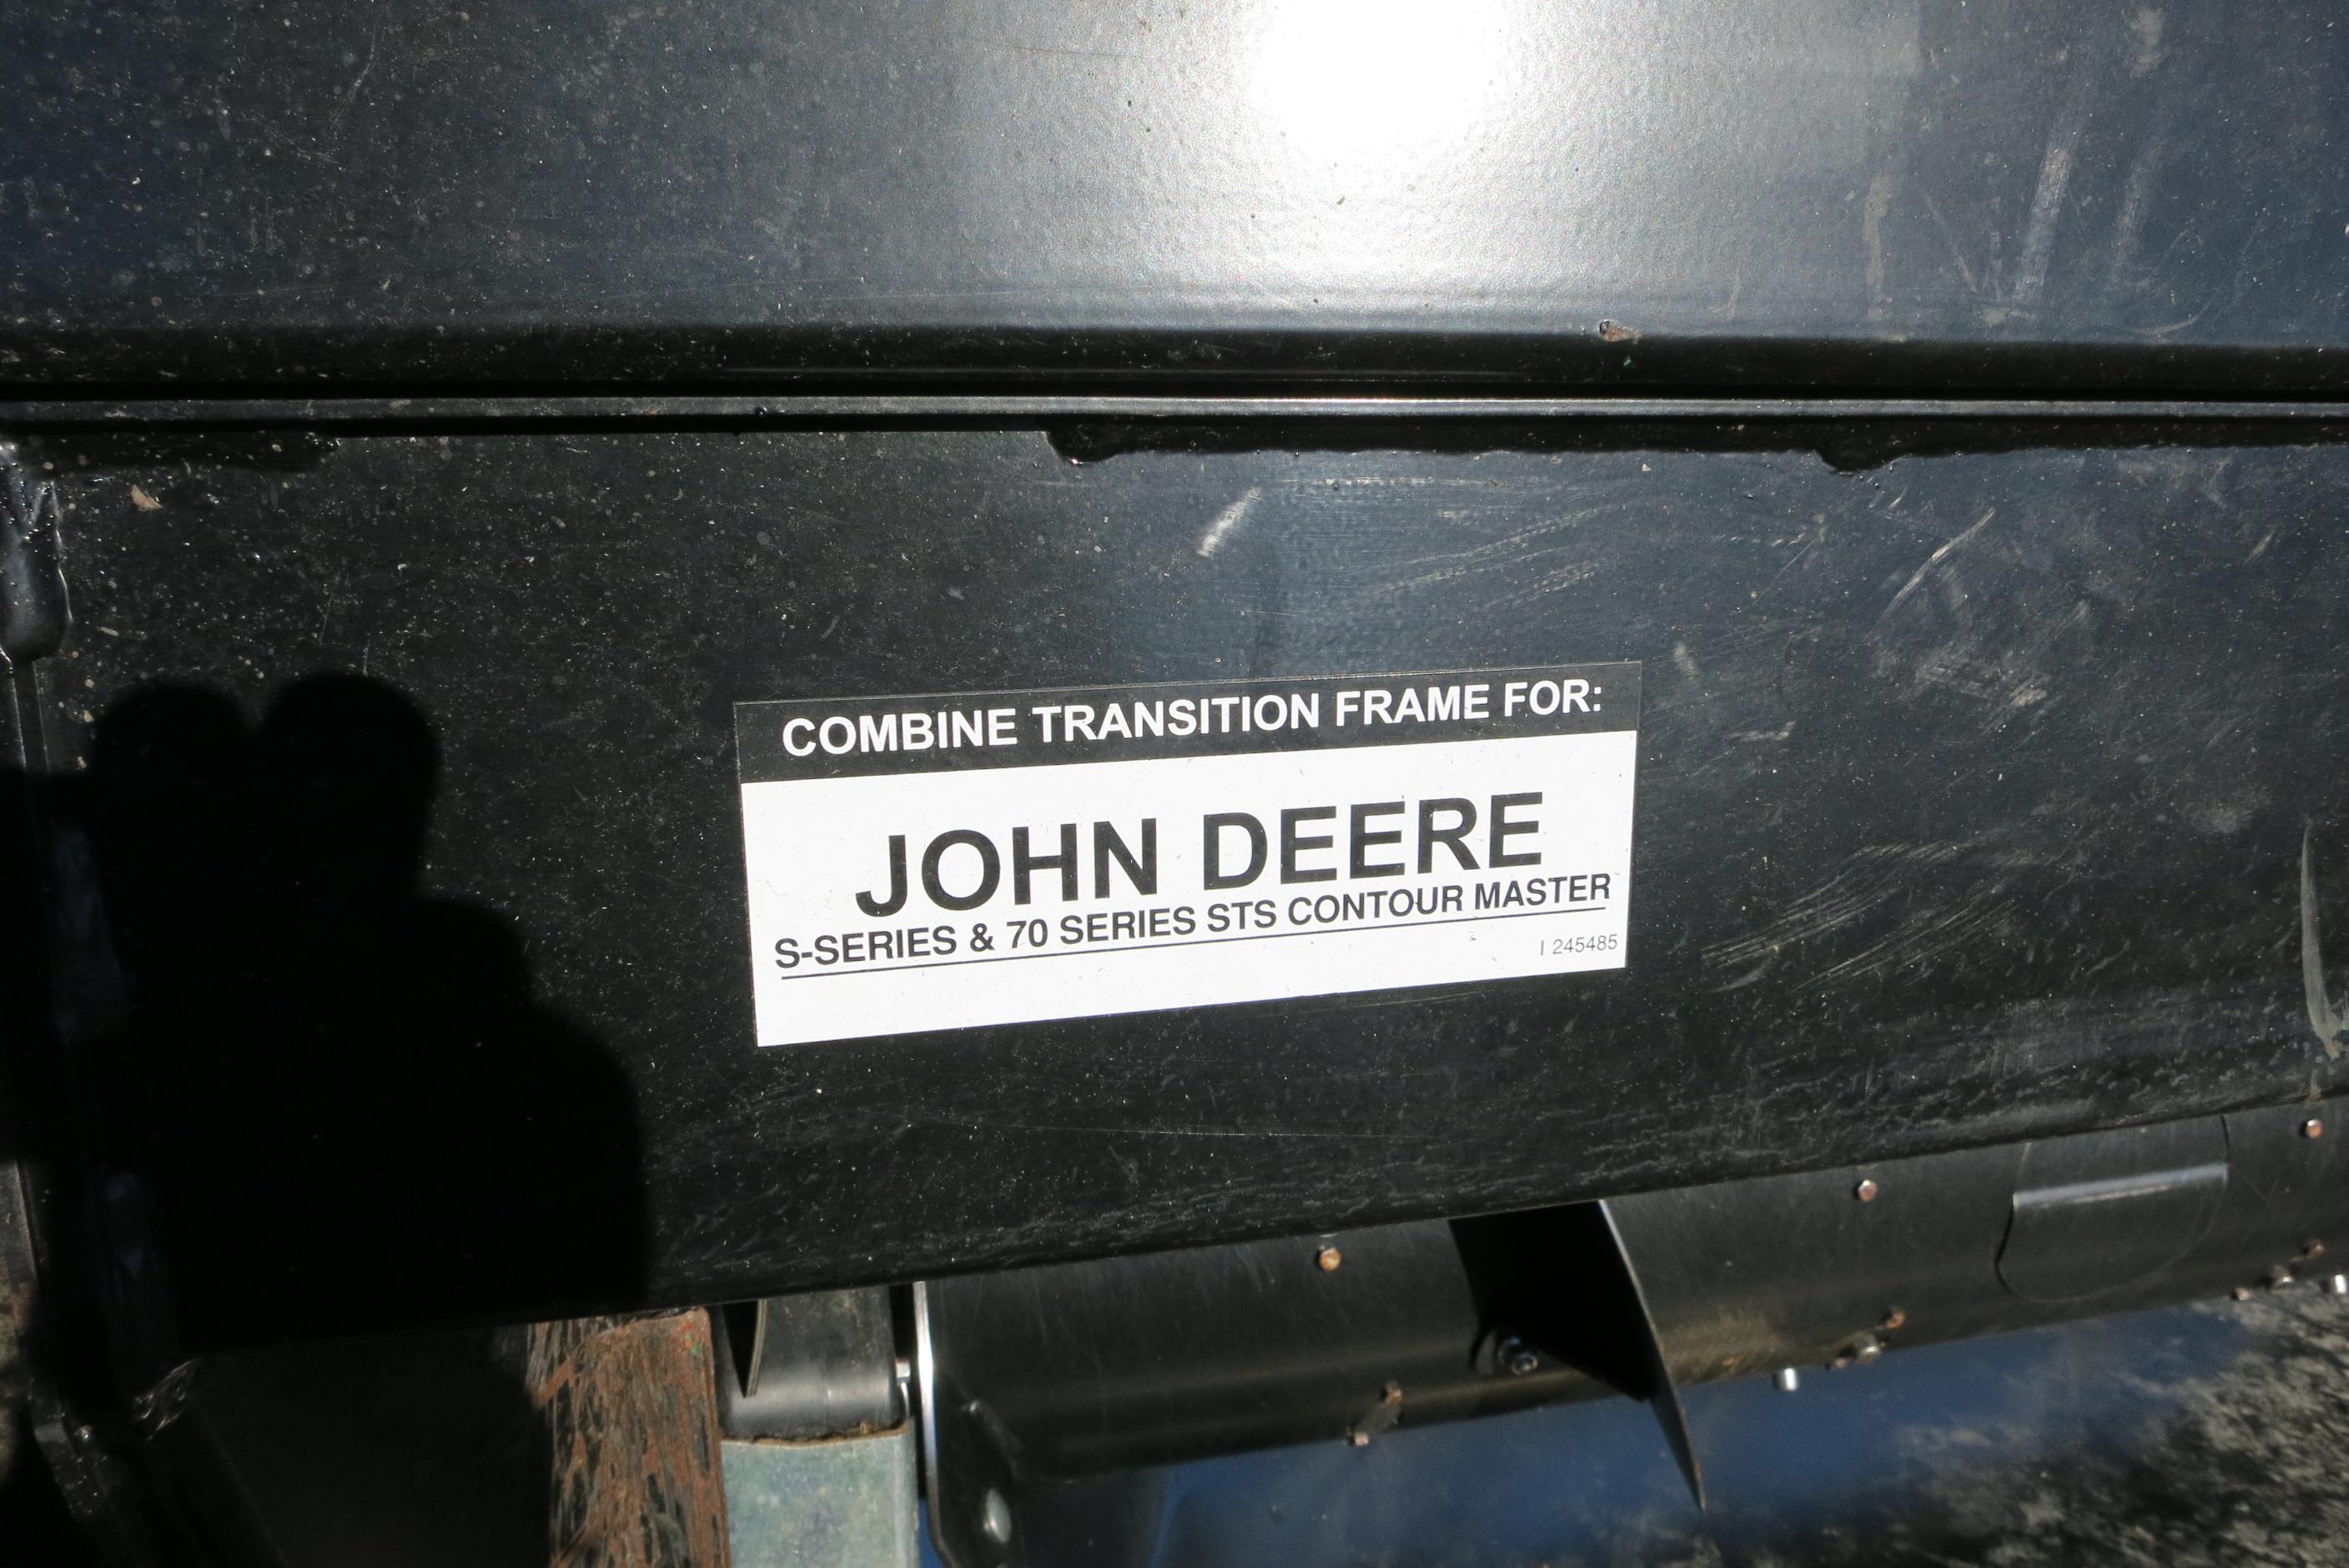 COMBINE TRANSITION FRAME FOR:
JOHN DEERE
S-SERIES & 70 SERIES STS CONTOUR MASTER
I 245485